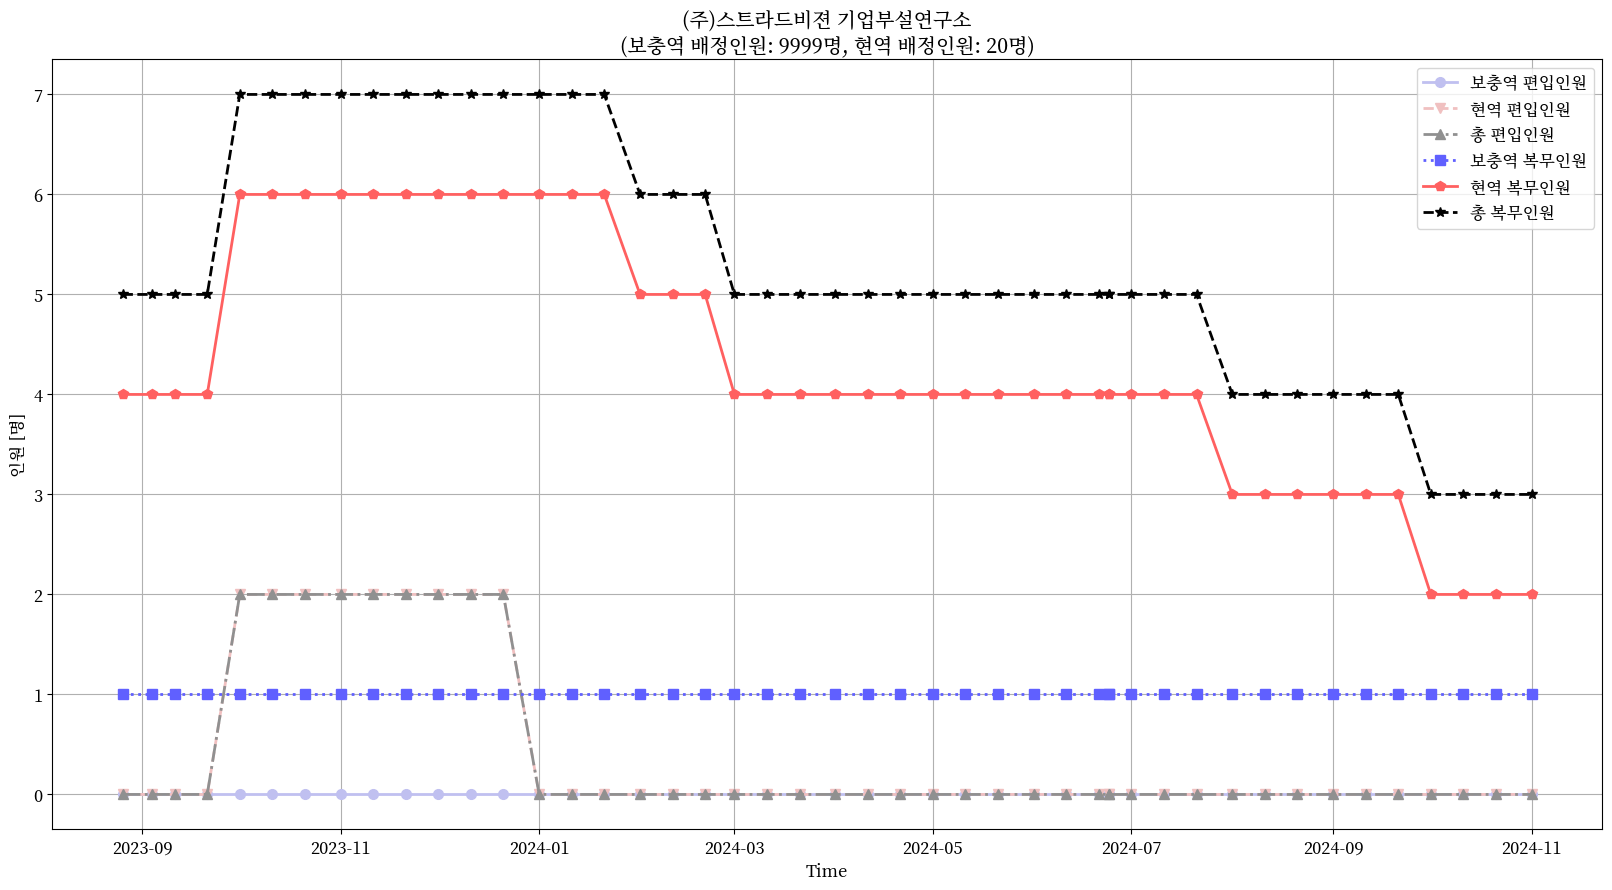 (주)스트라드비젼 기업부설연구소
(보충역 배정인원: 9999명, 현역 배정인원: 20명)
보충역 편입인원
현역 편입인원
총 편입인원
보충역 복무인원
현역 복무인원
총 복무인원
인원 [명]
7
6
5
4
3
2
1
0
2023-09 2023-11 2024-01 2024-03 2024-05 2024-07 2024-09 2024-11
Time